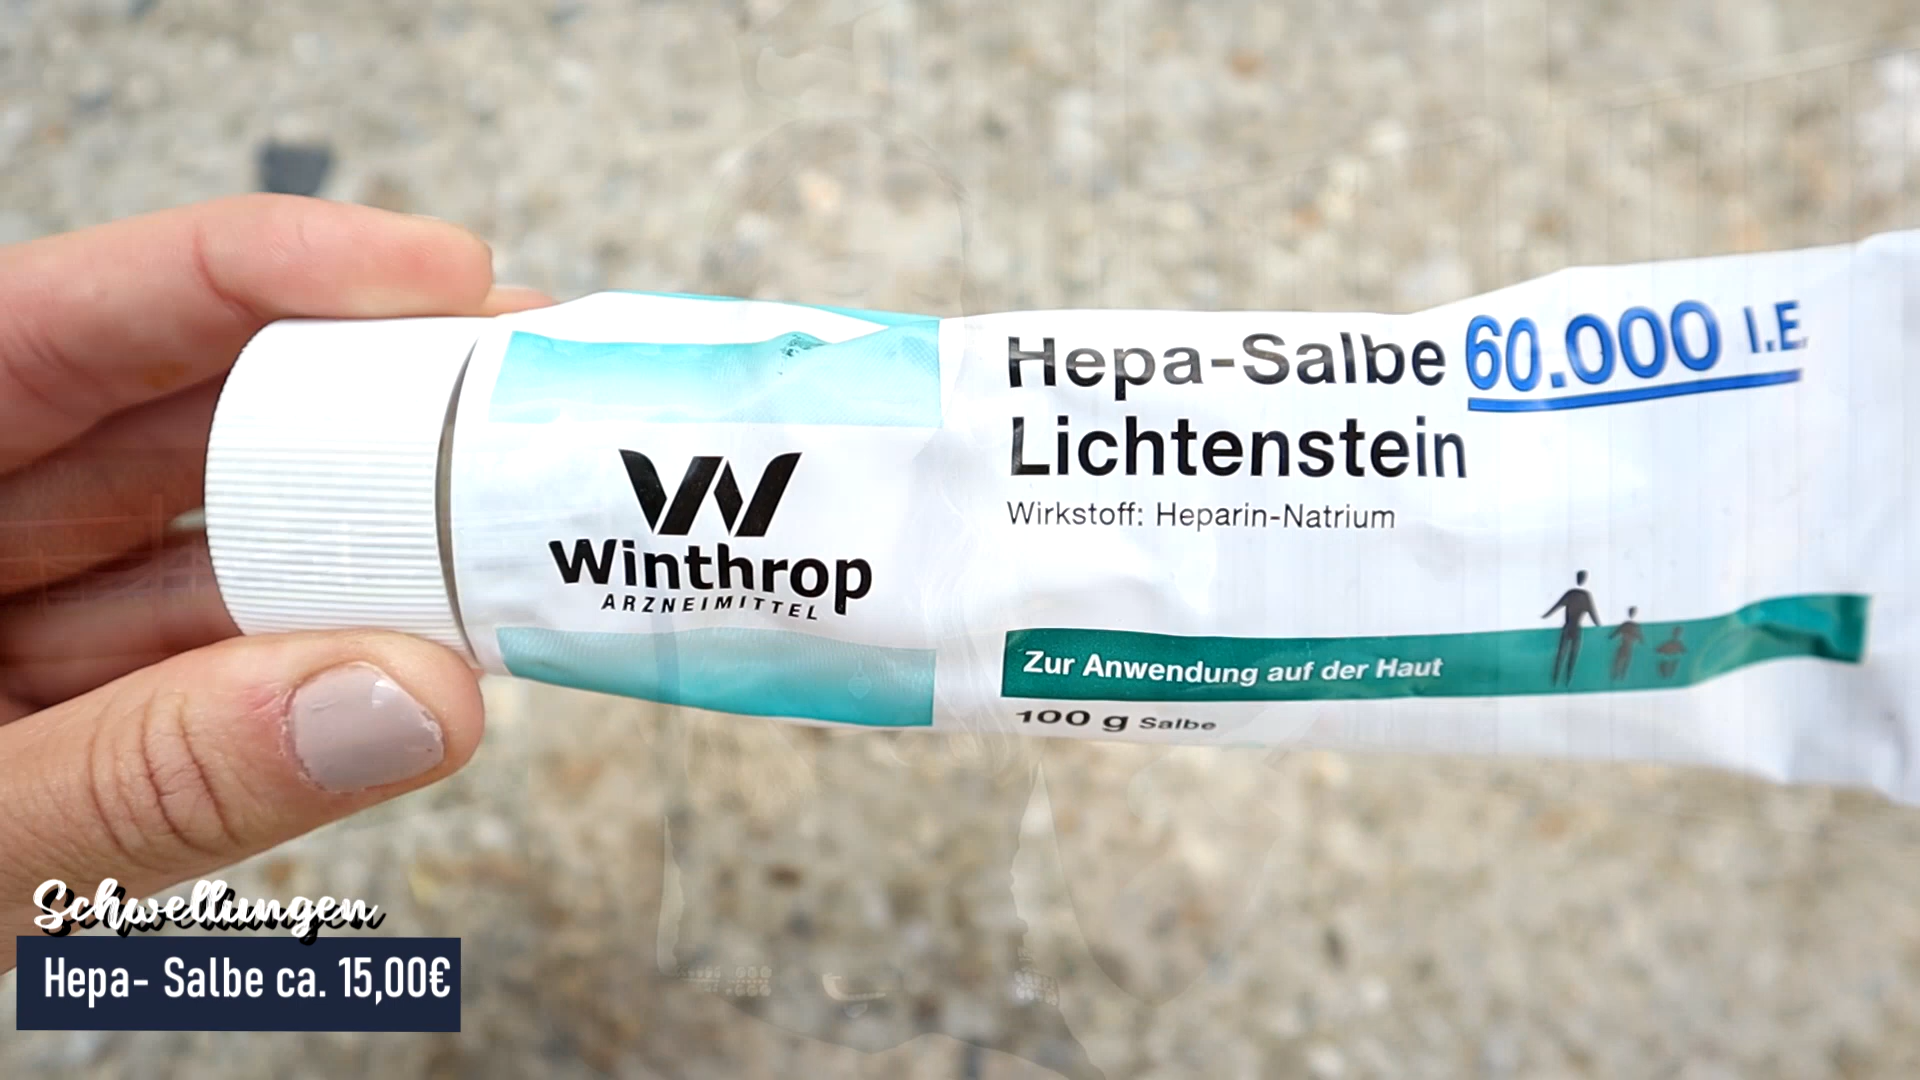 Hepa-Salbe 60.000 I.E.
Lichtenstein
Wirkstoff: Heparin-Natrium
Winthrop
ARZNEIMITTEL
Zur Anwendung auf der Haut
100 g Salbe
Schwellungen
Hepa- Salbe ca. 15,00€